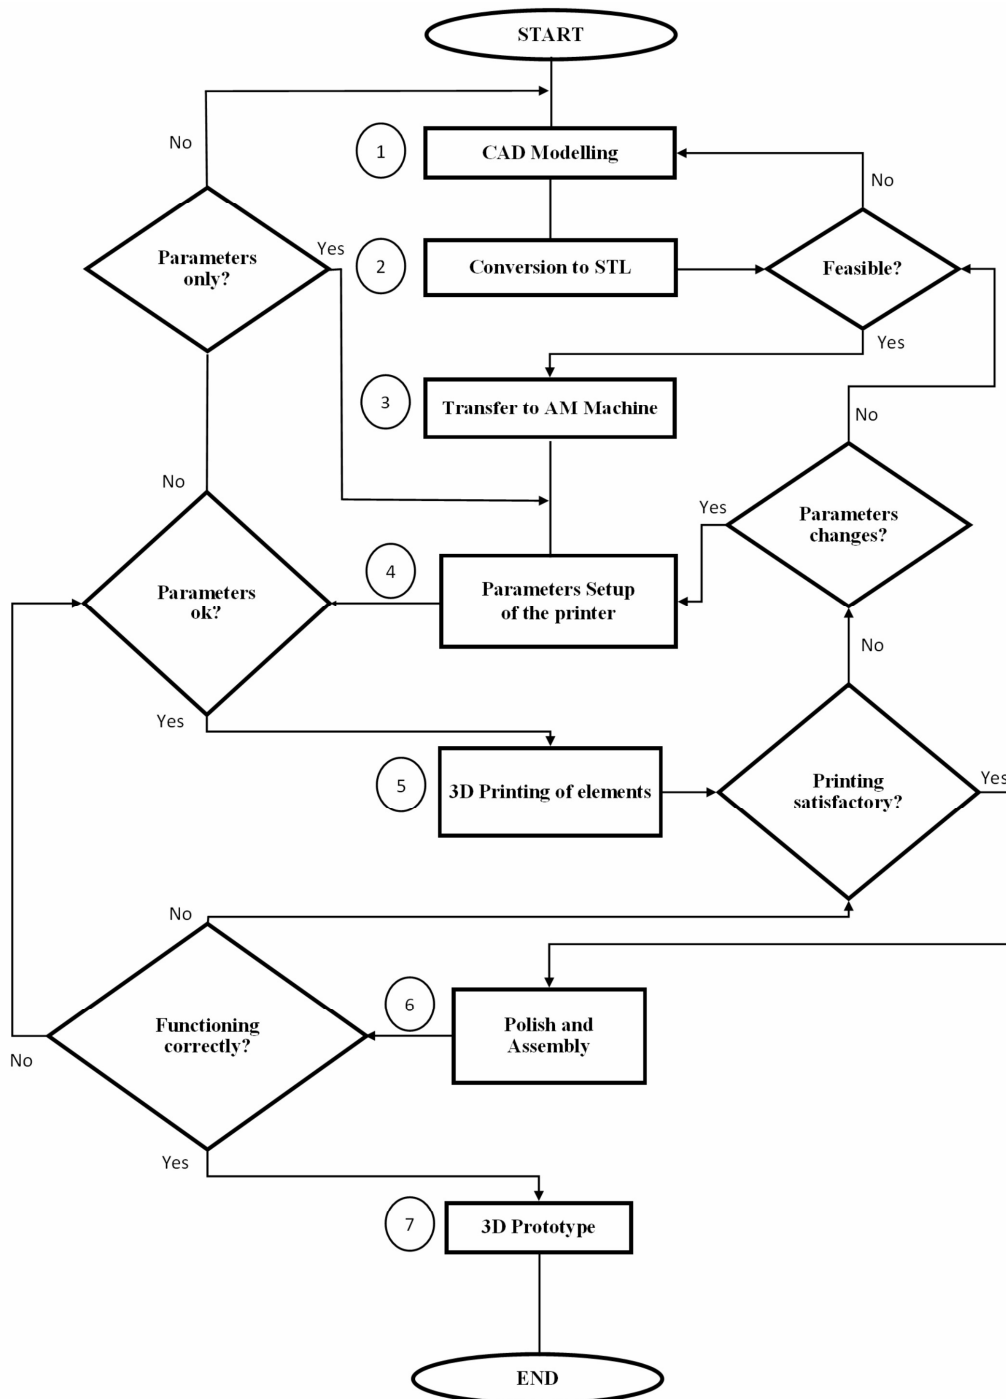 START
No
1
CAD Modelling
No
Parameters
only?
Yes
2
Conversion to STL
Feasible?
Yes
3
Transfer to AM Machine
No
No
Yes
Parameters
changes?
4
Parameters
ok?
Parameters Setup
of the printer
No
Yes
5
3D Printing of elements
Printing
satisfactory?
Yes
No
6
Functioning
correctly?
Polish and
Assembly
No
Yes
7
3D Prototype
END